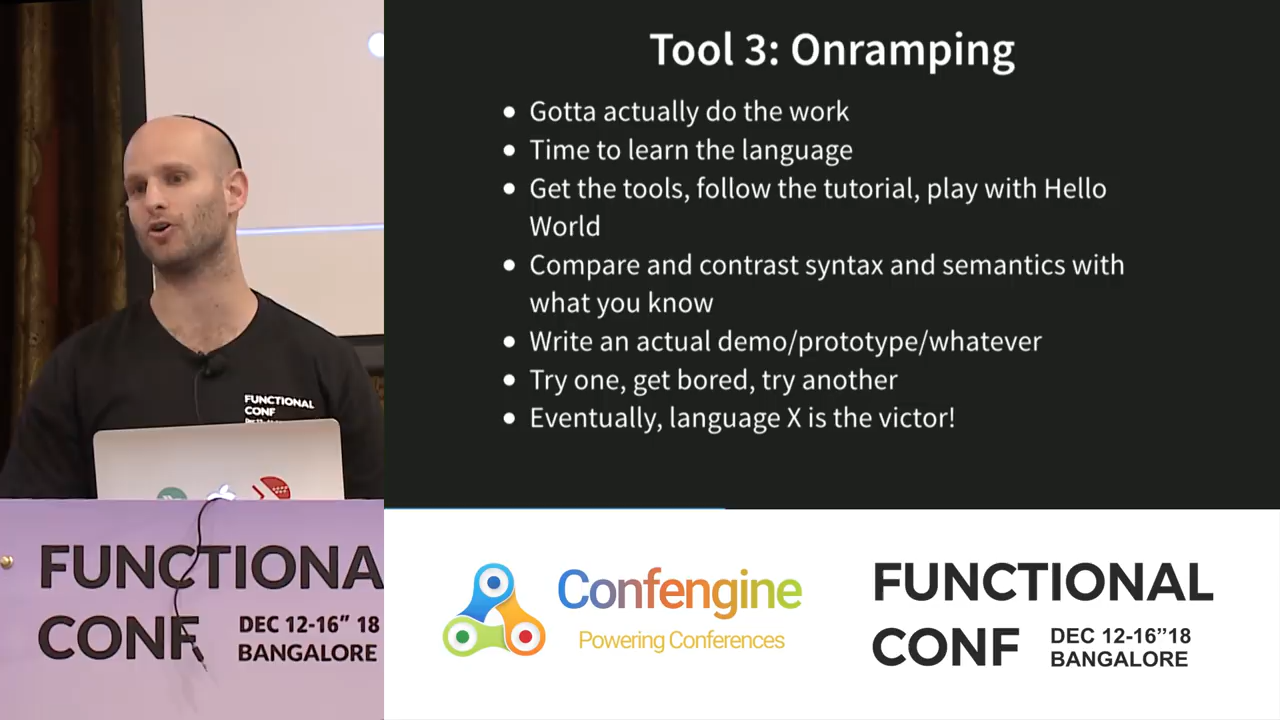 Tool 3: Onramping
• Gotta actually do the work
• Time to learn the language
• Get the tools, follow the tutorial, play with Hello
World
• Compare and contrast syntax and semantics with
what you know
• Write an actual demo/prototype/whatever
• Try one, get bored, try another
• Eventually, language X is the victor!
FUNCTIONAL
CONF
FUNCTIONA
CONF
DEC 12-16” 18
BANGALORE
Confengine
Powering Conferences
FUNCTIONAL
CONF
DEC 12-16”18
BANGALORE